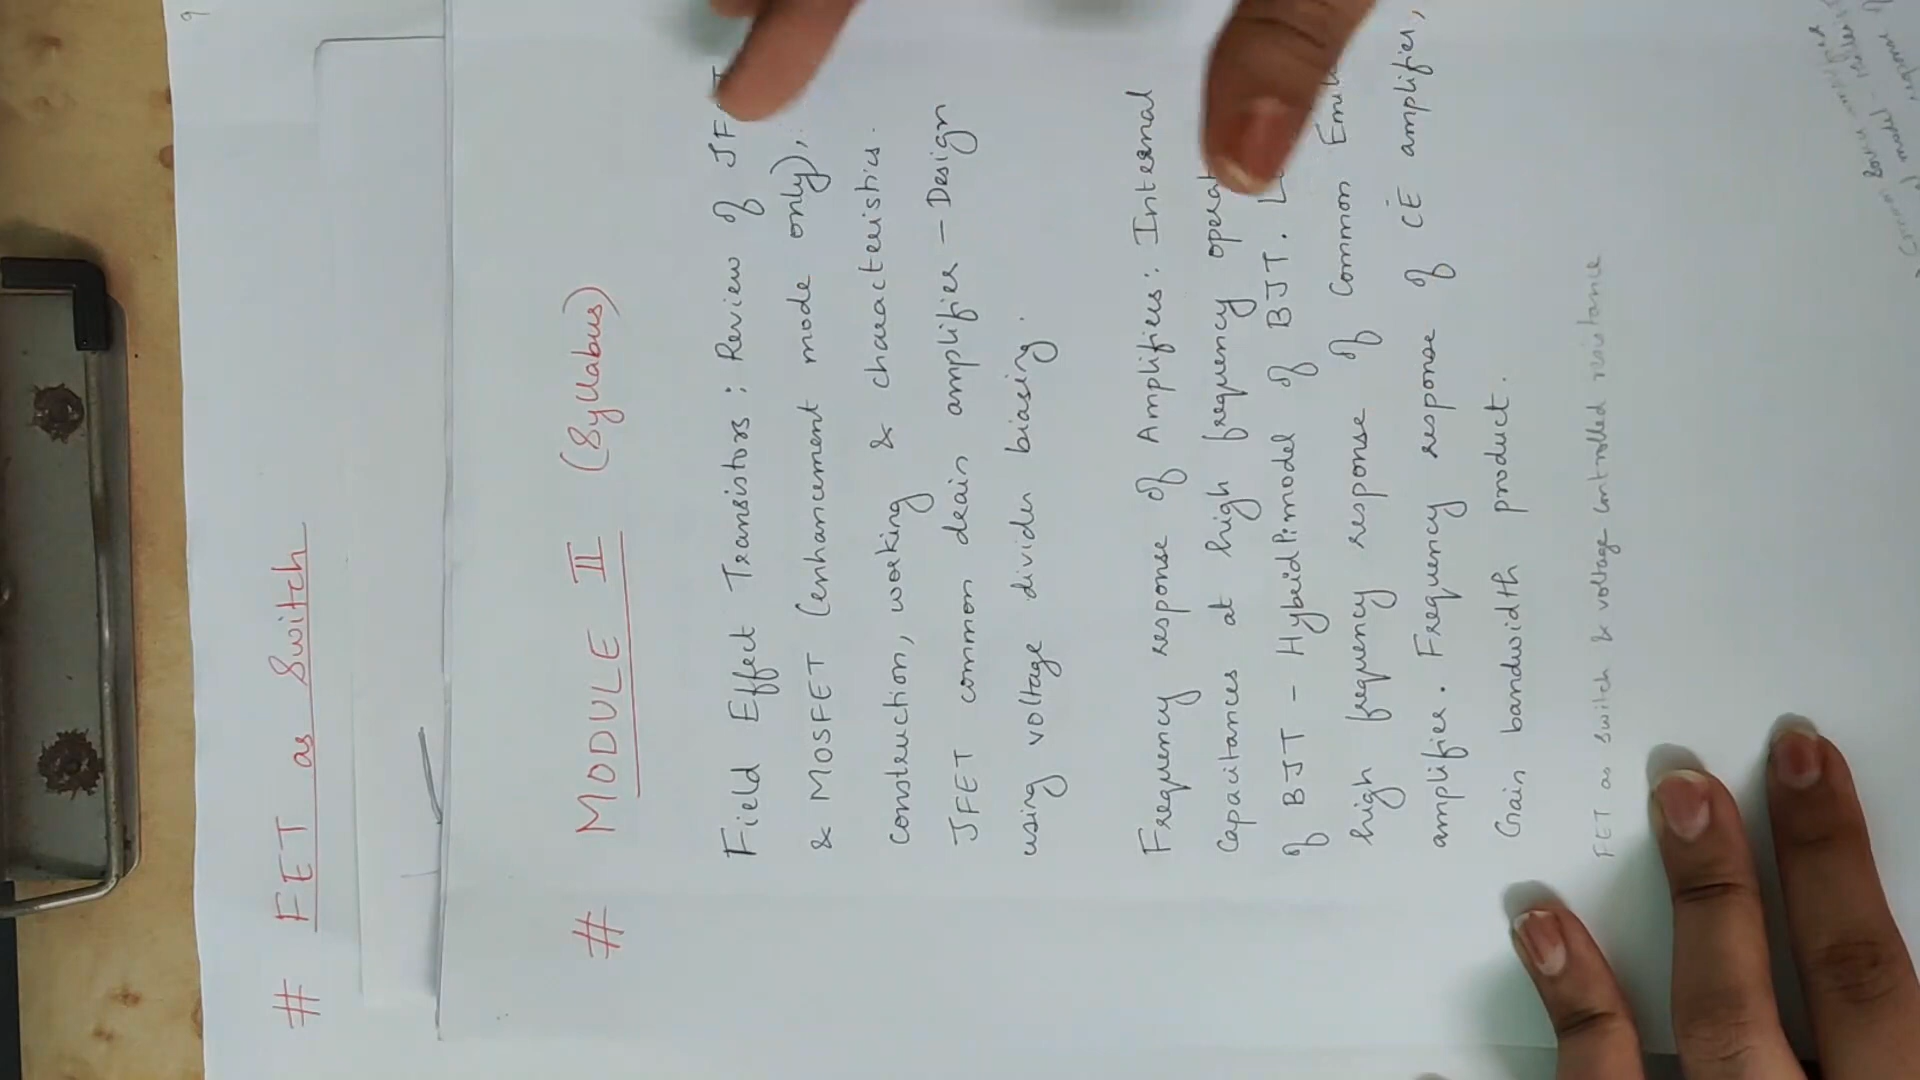 # FET as Switch
# MODULE II (Syllabus)
Field Effect Transistors : Review of
& MOSFET (enhancement mode only),
construction, working & characteristics.
JFET common drain amplifier - Design
using voltage divider biasing.
Frequency response of Amplifiers : Internal
Capacitances at high frequency
of BJT - Hybrid Pi model of BJT.
high frequency response of Common
amplifier. Frequency response of CE amplifier,
Gain bandwidth product.
FET as switch & voltage controlled resistance